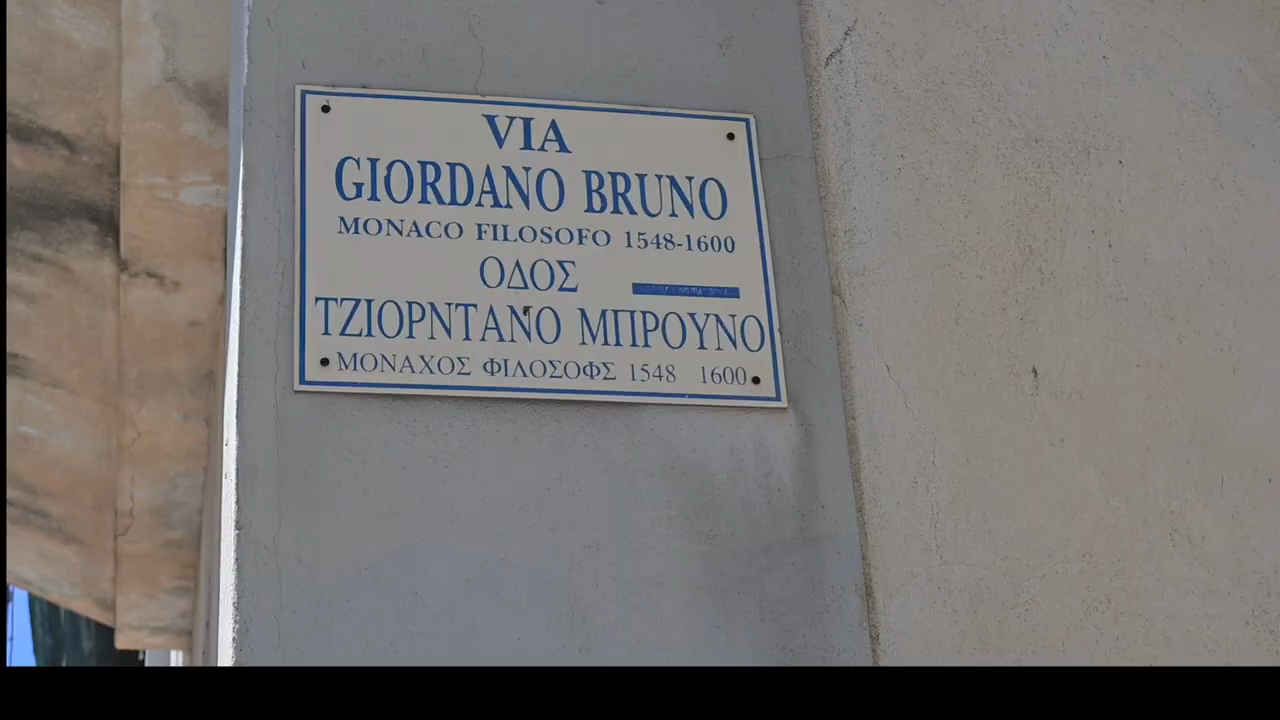 VIA
GIORDANO BRUNO
MONACO FILOSOFO 1548-1600
ΟΔΟΣ
ΤΖΙΟΡΝΤΑΝΟ ΜΠΡΟΥΝΟ
ΜΟΝΑΧΟΣ ΦΙΛΟΣΟΦΣ 1548 1600